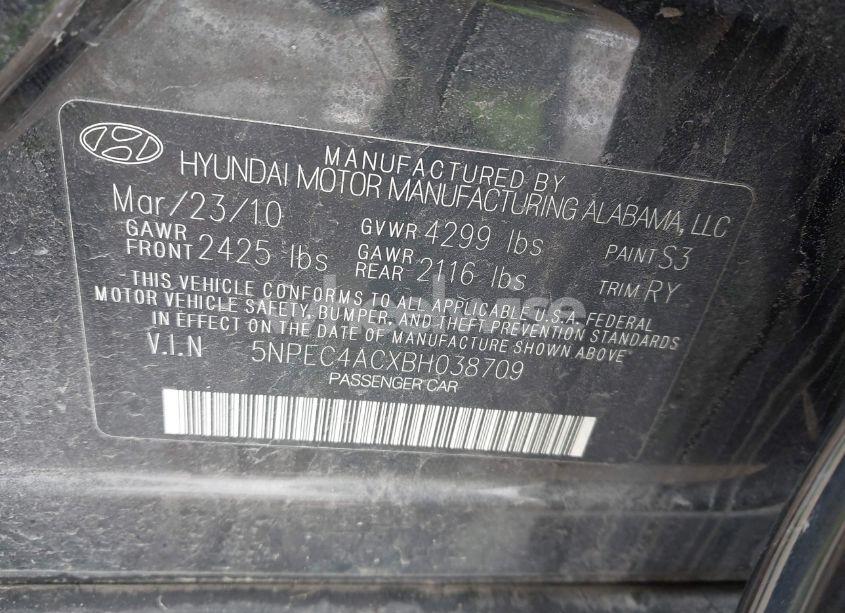 MANUFACTURED BY
HYUNDAI MOTOR MANUFACTURING ALABAMA, LLC
Mar/23/10 GVWR 4299 lbs PAINT S3
GAWR FRONT 2425 lbs GAWR REAR 2116 lbs TRIM RY
THIS VEHICLE CONFORMS TO ALL APPLICABLE U.S.A. FEDERAL
MOTOR VEHICLE SAFETY, BUMPER, AND THEFT PREVENTION STANDARDS
IN EFFECT ON THE DATE OF MANUFACTURE SHOWN ABOVE
V.I.N 5NPEC4ACXBH038709
PASSENGER CAR